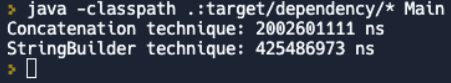 > java -classpath .:target/dependency/* Main
Concatenation technique: 2002601111 ns
StringBuilder technique: 425486973 ns
>